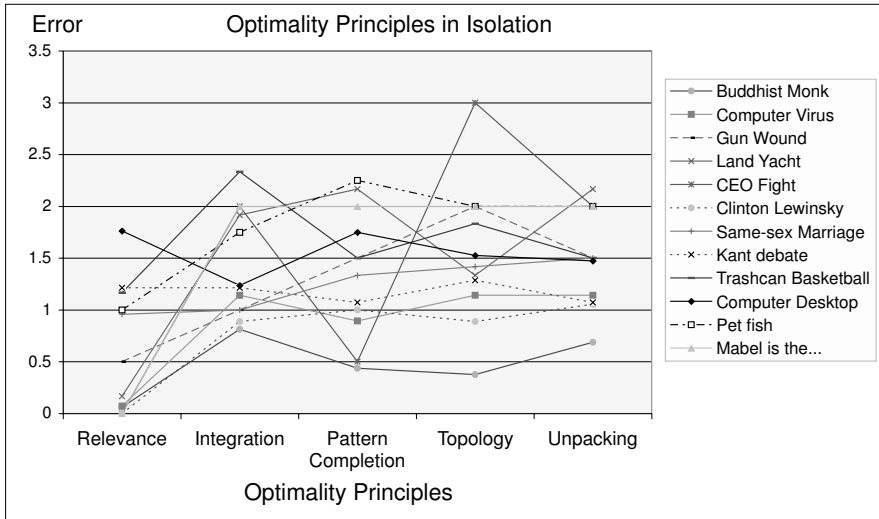 Error
Optimality Principles in Isolation
3.5
3
2.5
2
1.5
1
0.5
0
Relevance
Integration
Pattern
Completion
Topology
Unpacking
Optimality Principles
Buddhist Monk
Computer Virus
Gun Wound
Land Yacht
CEO Fight
Clinton Lewinsky
Same-sex Marriage
Kant debate
Trashcan Basketball
Computer Desktop
Pet fish
Mabel is the...